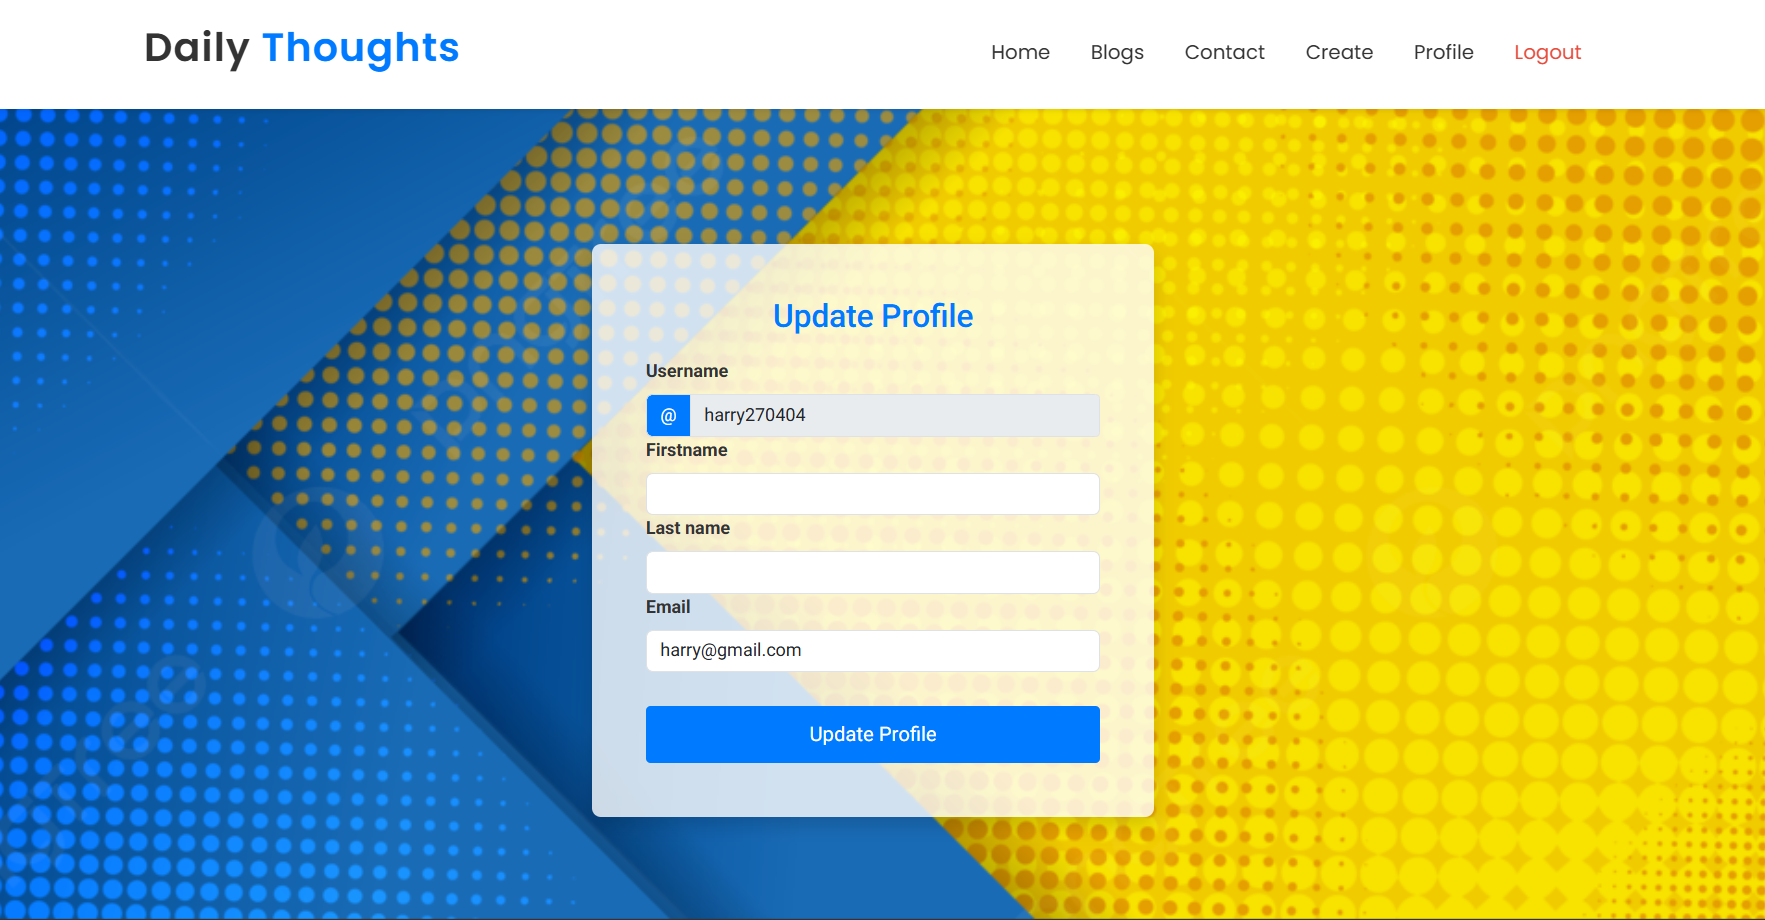 Daily Thoughts
Home Blogs Contact Create Profile Logout
Update Profile
Username
@ harry270404
Firstname
Last name
Email
harry@gmail.com
Update Profile